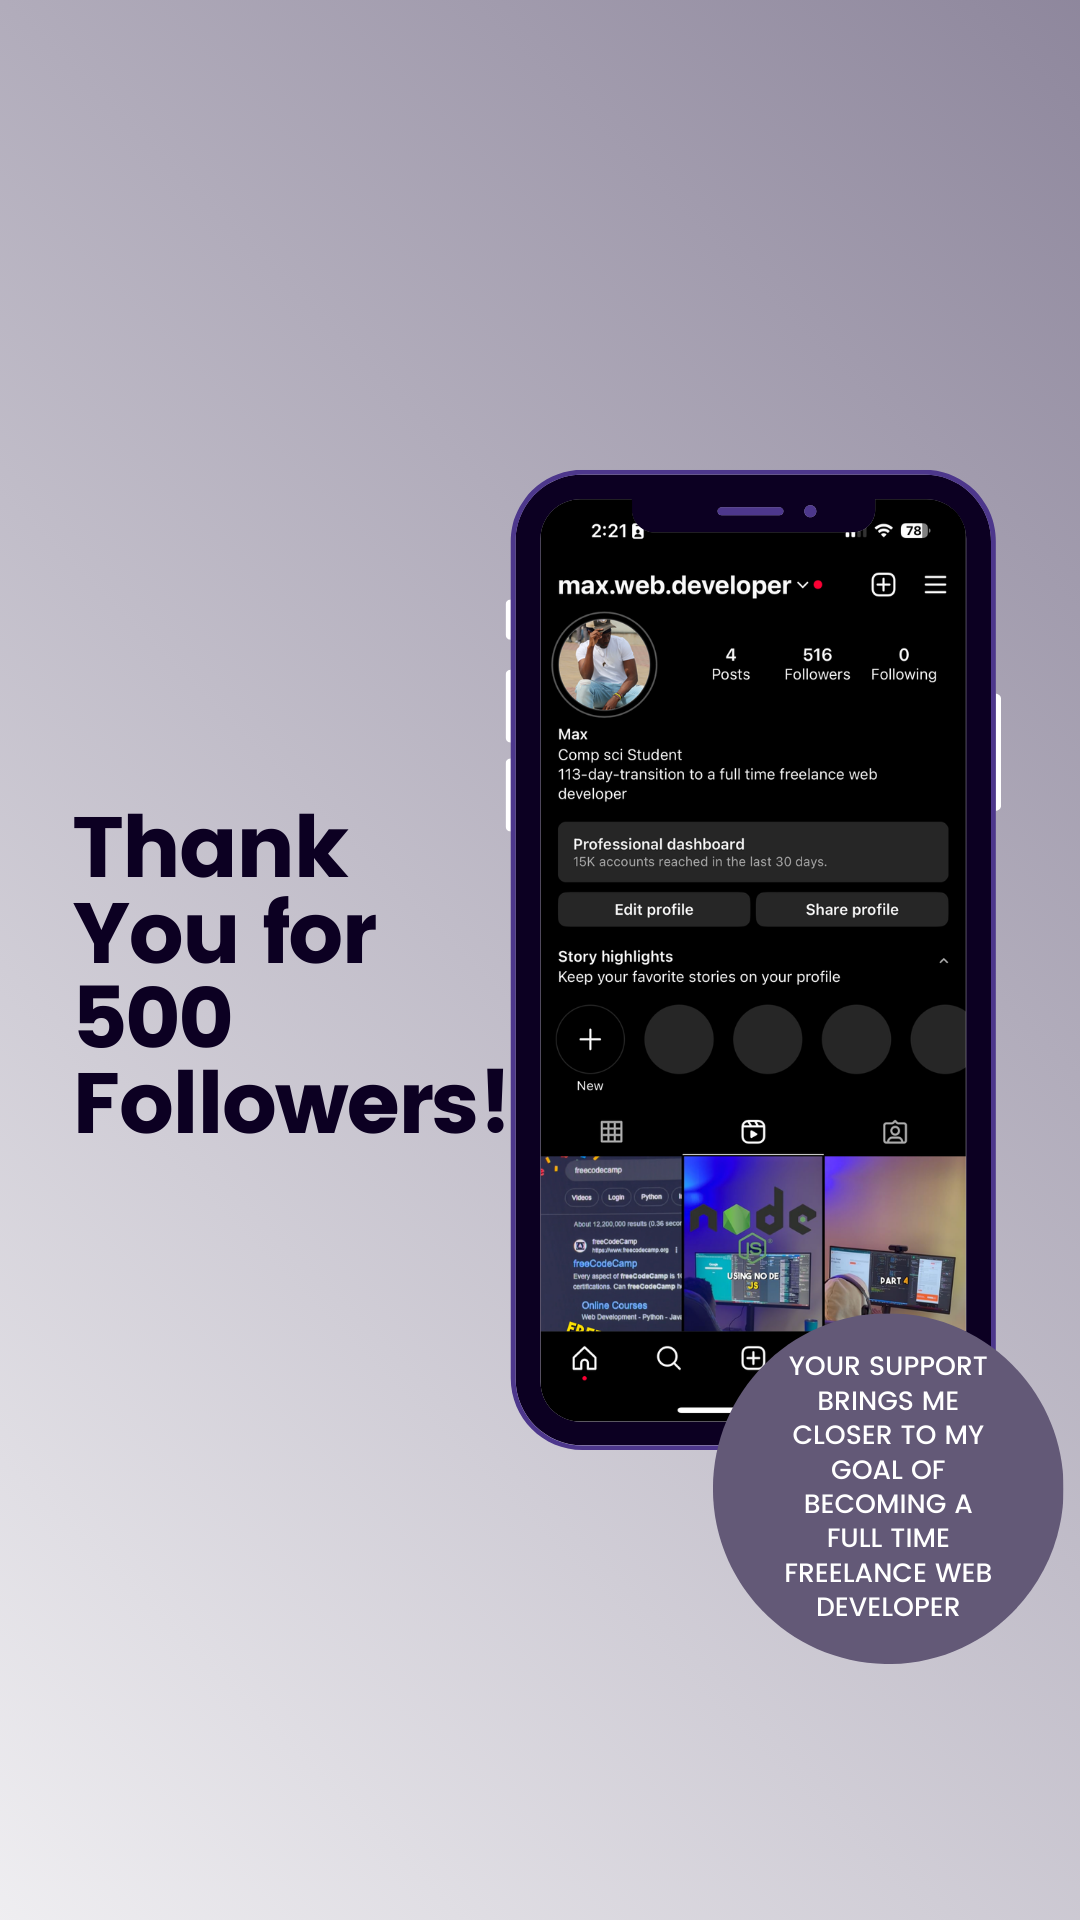 Thank
You for
500
Followers!
2:21
78
max.web.developer
4
Posts
516
Followers
0
Following
Max
Comp sci Student
113-day-transition to a full time freelance web
developer
Professional dashboard
15K accounts reached in the last 30 days.
Edit profile
Share profile
Story highlights
Keep your favorite stories on your profile
New
freecodecamp
Videos
Login
Python
About 12,200,000 results (0.36
freeCodeCamp
https://www.freecodecamp.org
freeCodeCamp
Every aspect of freeCodeCamp is
certifications. Can freeCodeCamp
Online Courses
Web Development - Python -
node
JS
USING NO DE
JS
PART 4
YOUR SUPPORT
BRINGS ME
CLOSER TO MY
GOAL OF
BECOMING A
FULL TIME
FREELANCE WEB
DEVELOPER